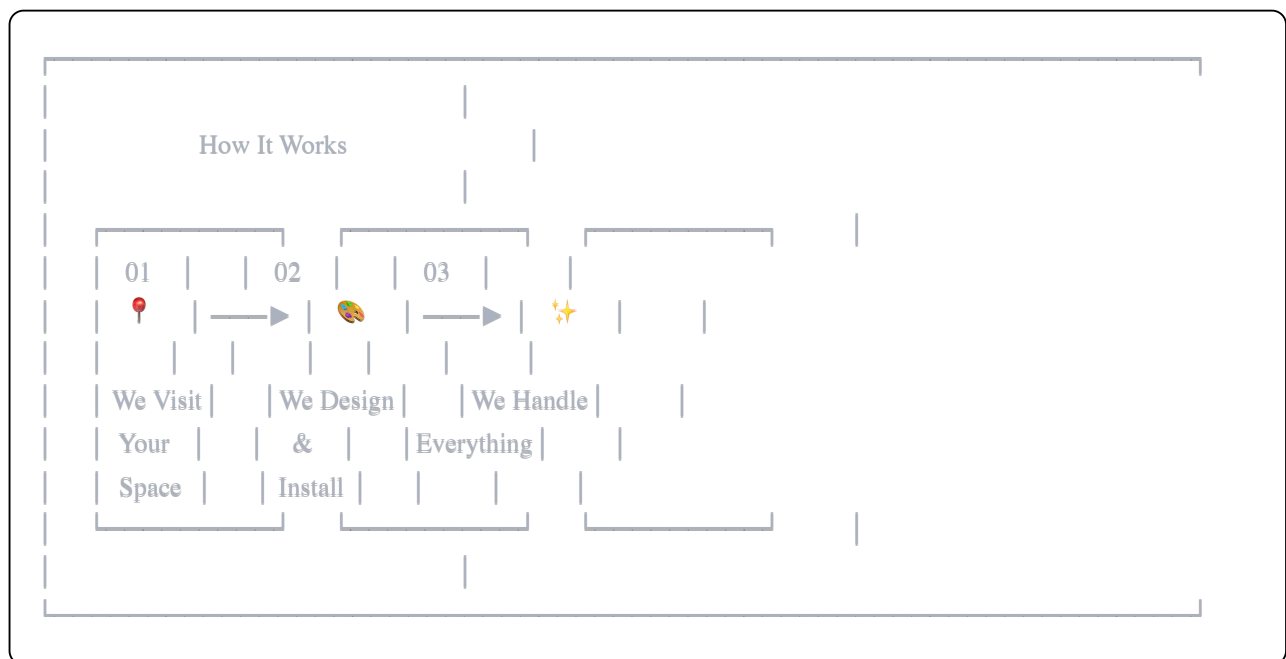 How It Works
01 02 03
We Visit We Design We Handle
Your & Everything
Space Install